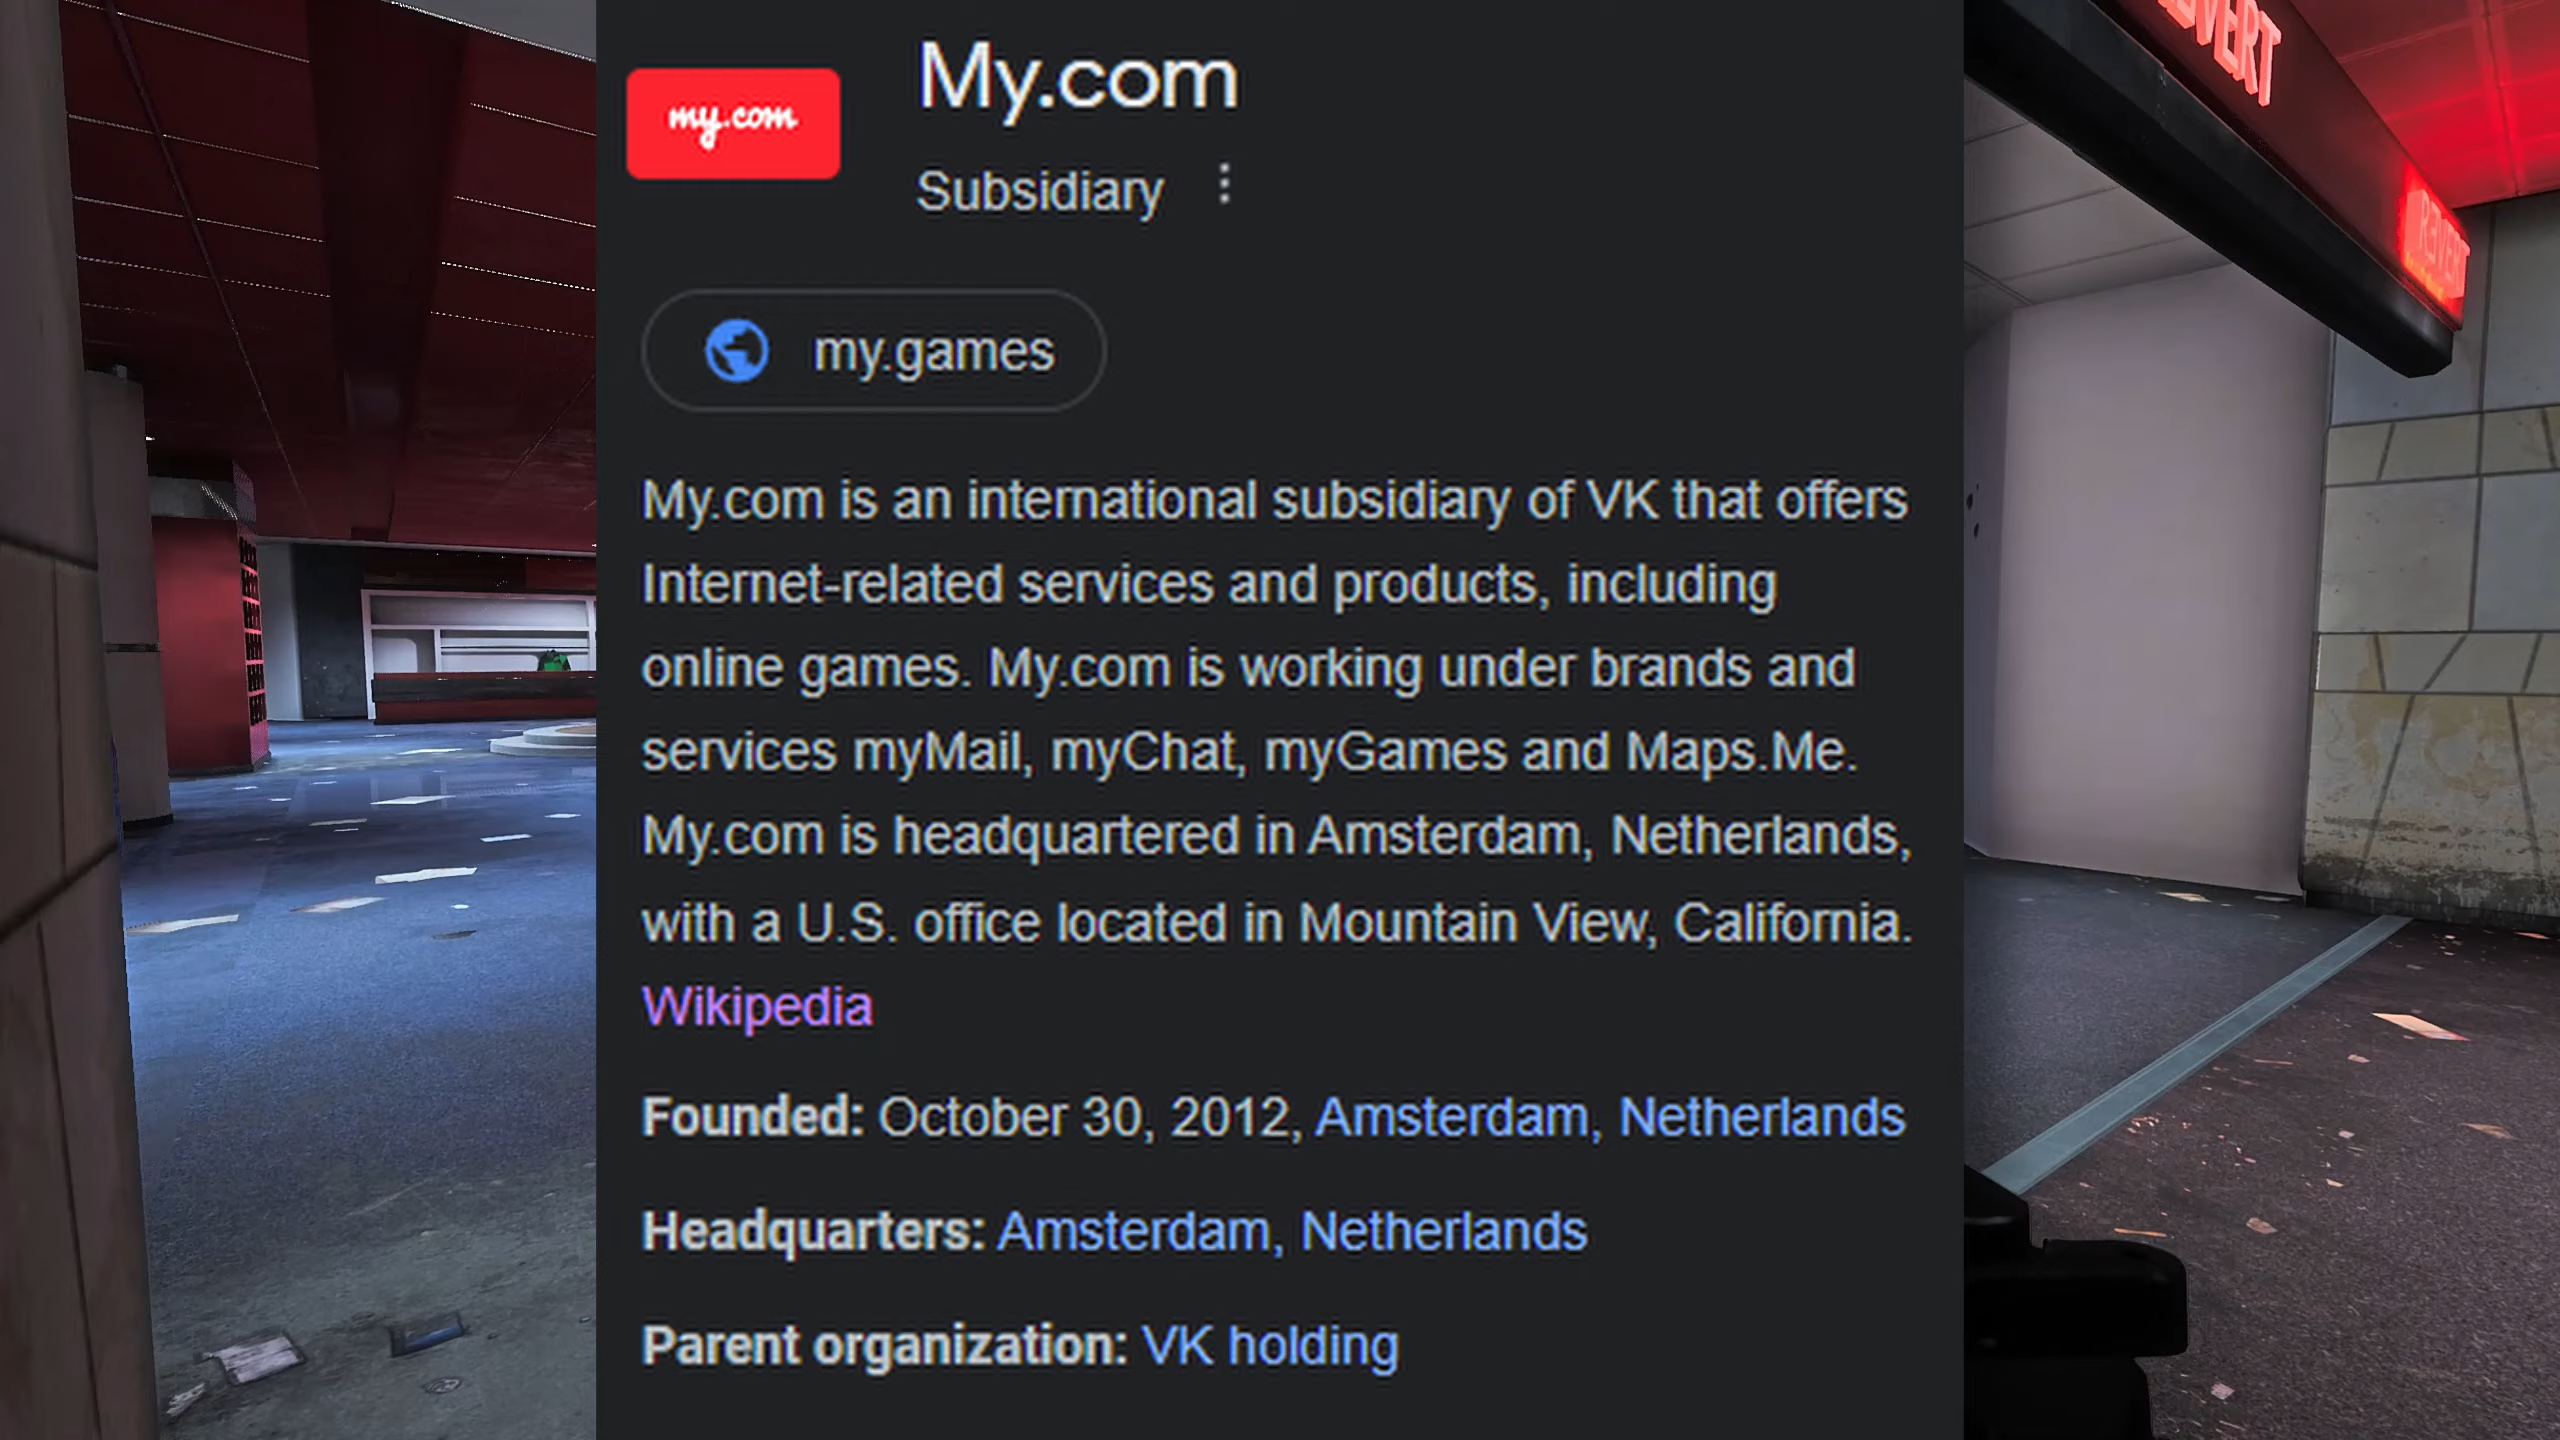 my.com
My.com
Subsidiary
my.games
My.com is an international subsidiary of VK that offers
Internet-related services and products, including
online games. My.com is working under brands and
services myMail, myChat, myGames and Maps.Me.
My.com is headquartered in Amsterdam, Netherlands,
with a U.S. office located in Mountain View, California.
Wikipedia
Founded: October 30, 2012, Amsterdam, Netherlands
Headquarters: Amsterdam, Netherlands
Parent organization: VK holding